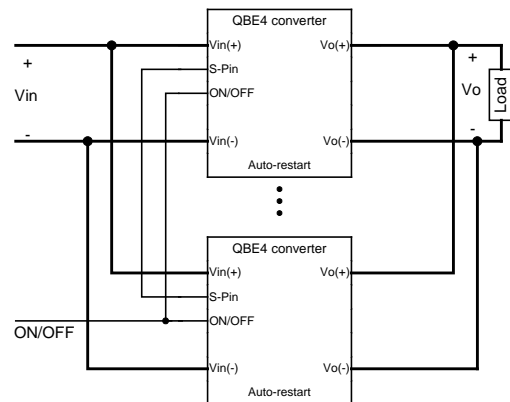 QBE4 converter
Vin(+)
Vo(+)
+
+
S-Pin
Vin
ON/OFF
Vo
Load
-
-
Vin(-)
Vo(-)
Auto-restart
QBE4 converter
Vin(+)
Vo(+)
S-Pin
ON/OFF
ON/OFF
Vin(-)
Vo(-)
Auto-restart